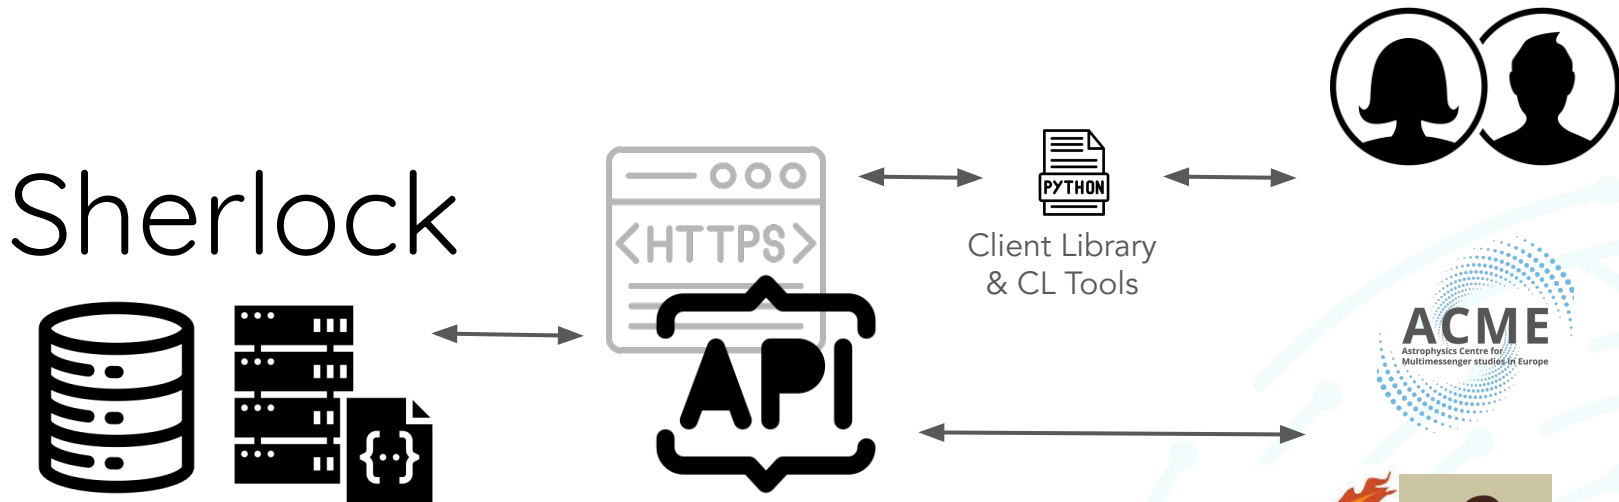 Sherlock
<HTTPS>
API
PYTHON
Client Library
& CL Tools
ACME
Astrophysics Centre for
Multimessenger studies in Europe
{··}